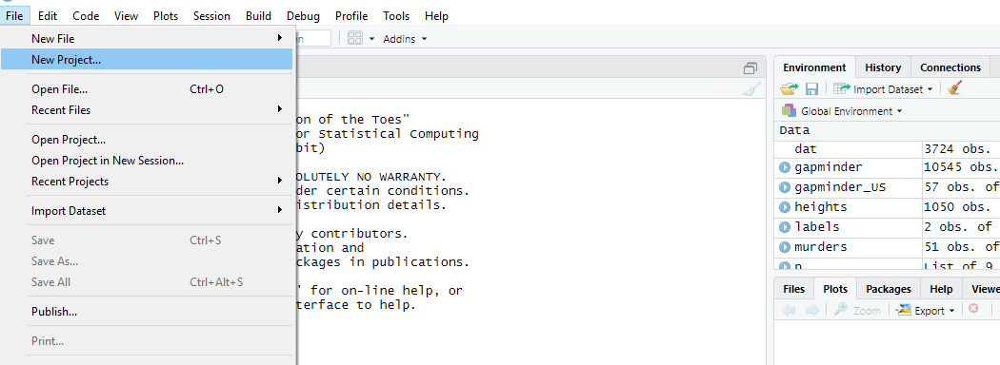 File Edit Code View Plots Session Build Debug Profile Tools Help
New File
New Project...
Open File... Ctrl+O
Recent Files
Open Project...
Open Project in New Session...
Recent Projects
Import Dataset
Save Ctrl+S
Save As...
Save All Ctrl+Alt+S
Publish...
Print...
Addins
on of the Toes"
or Statistical Computing
bit)
OLUTELY NO WARRANTY.
der certain conditions.
istribution details.
y contributors.
ation and
ckages in publications.
' for on-line help, or
terface to help.
Environment History Connections
Import Dataset
Global Environment
Data
dat 3724 obs.
gapminder 10545 obs.
gapminder_US 57 obs. of
heights 1050 obs.
labels 2 obs. of
murders 51 obs. of
p List of 9
Files Plots Packages Help Viewe
Zoom Export